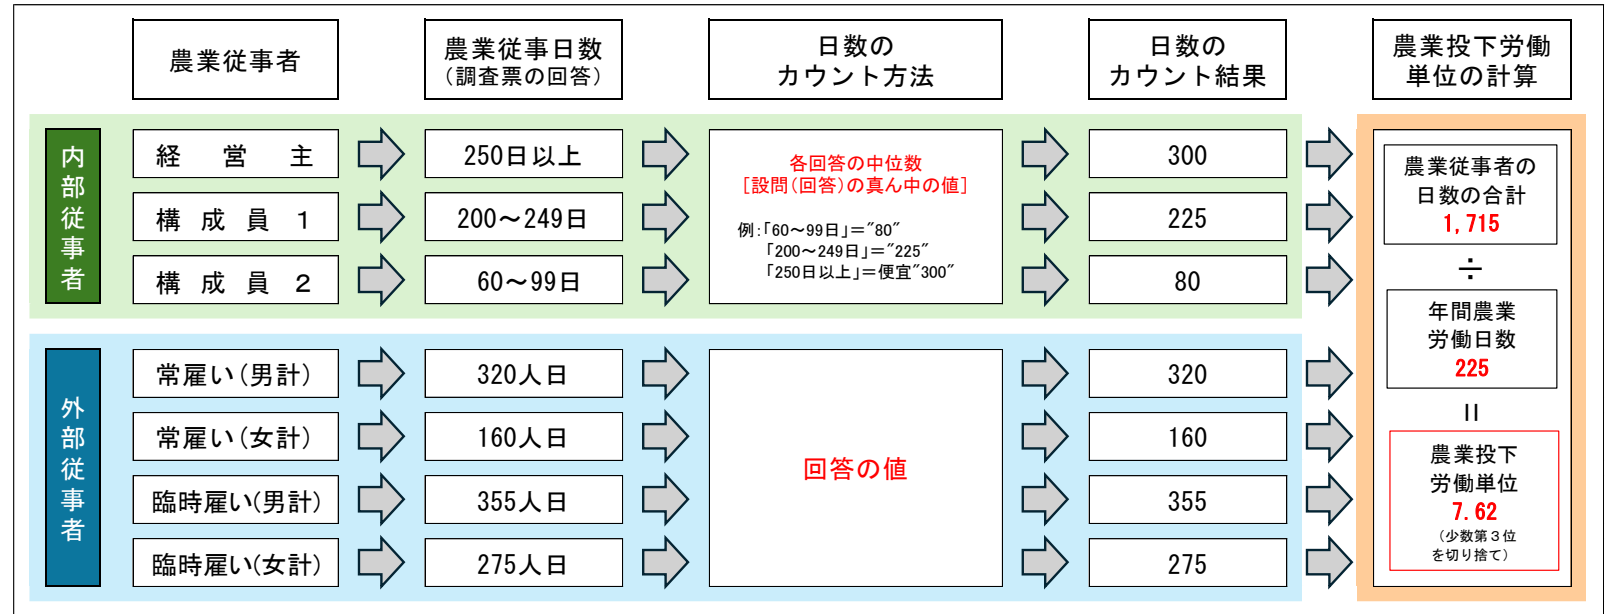 農業従事者
農業従事日数
（調査票の回答）
日数の
カウント方法
日数の
カウント結果
農業投下労働
単位の計算
内部従事者
経営主
250日以上
各回答の中位数
［設問（回答）の真ん中の値］
例：「60～99日」＝"80"
「200～249日」＝"225"
「250日以上」＝便宜"300"
300
構成員１
200～249日
225
構成員２
60～99日
80
外部従事者
常雇い（男計）
320人日
回答の値
320
常雇い（女計）
160人日
160
臨時雇い（男計）
355人日
355
臨時雇い（女計）
275人日
275
農業従事者の
日数の合計
1,715
÷
年間農業
労働日数
225
＝
農業投下
労働単位
7.62
（少数第３位
を切り捨て）